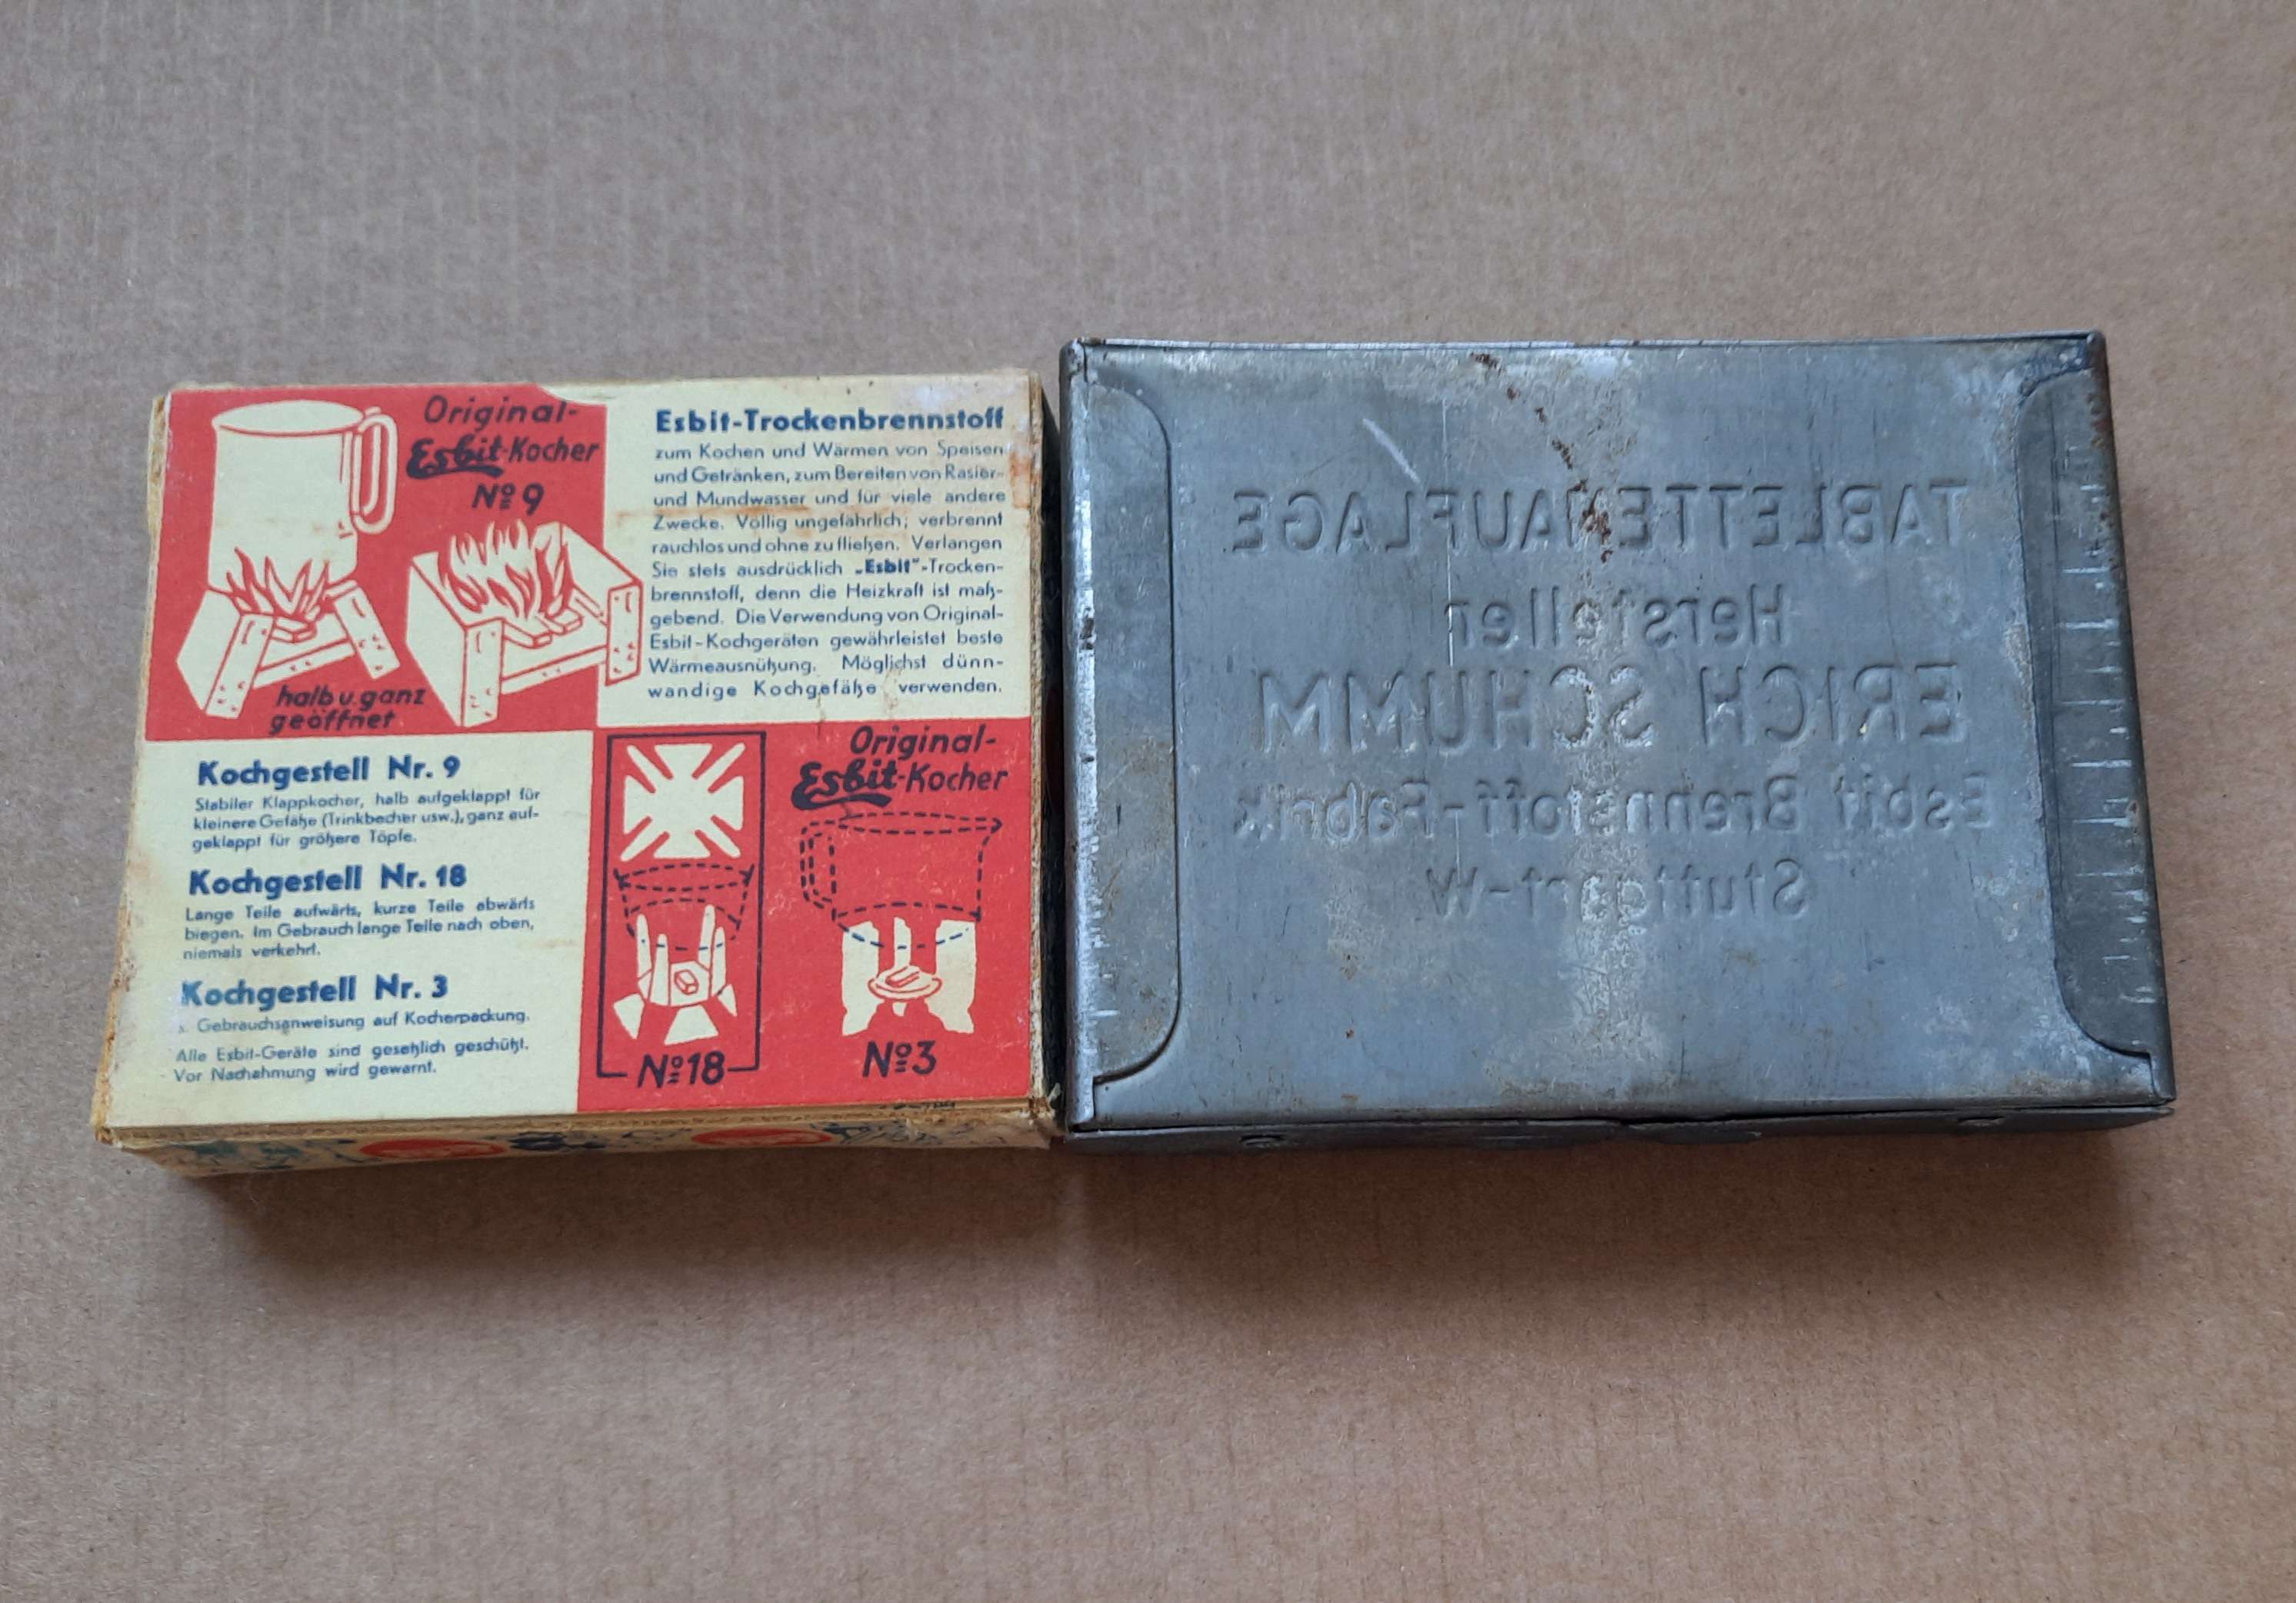 Original-
Esbit-Kocher
Nº 9
halb u. ganz
geöffnet
Esbit-Trockenbrennstoff
zum Kochen und Wärmen von Speisen
und Getränken, zum Bereiten von Rasier-
und Mundwasser und für viele andere
Zwecke. Völlig ungefährlich; verbrennt
rauchlos und ohne zu fließen. Verlangen
Sie stets ausdrücklich „Esbit"-Trocken-
brennstoff, denn die Heizkraft ist maß-
gebend. Die Verwendung von Original-
Esbit-Kochgeräten gewährleistet beste
Wärmeausnützung. Möglichst dünn-
wandige Kochgefäße verwenden.
Kochgestell Nr. 9
Stabiler Klappkocher, halb aufgeklappt für
kleinere Gefäße (Trinkbecher usw.), ganz auf-
geklappt für größere Töpfe.
Kochgestell Nr. 18
Lange Teile aufwärts, kurze Teile abwärts
biegen. Im Gebrauch lange Teile nach oben,
niemals verkehrt.
Kochgestell Nr. 3
s. Gebrauchsanweisung auf Kocherpackung.
Alle Esbit-Geräte sind gesetzlich geschützt.
Vor Nachahmung wird gewarnt.
Nº 18
Original-
Esbit-Kocher
Nº 3
TABLETTENAUFLAGE
Hersteller
ERICH SCHUMM
Esbit Brennstoff-Fabrik
Stuttgart-W